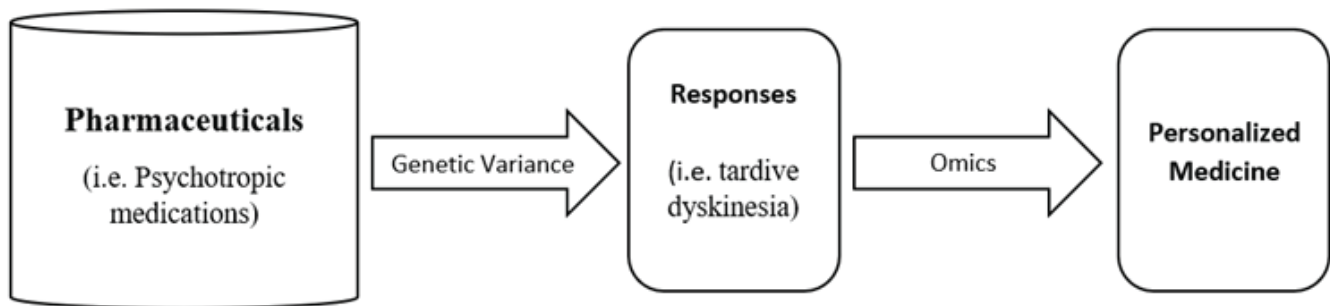 Pharmaceuticals
(i.e. Psychotropic
medications)
Genetic Variance
Responses
(i.e. tardive
dyskinesia)
Omics
Personalized
Medicine